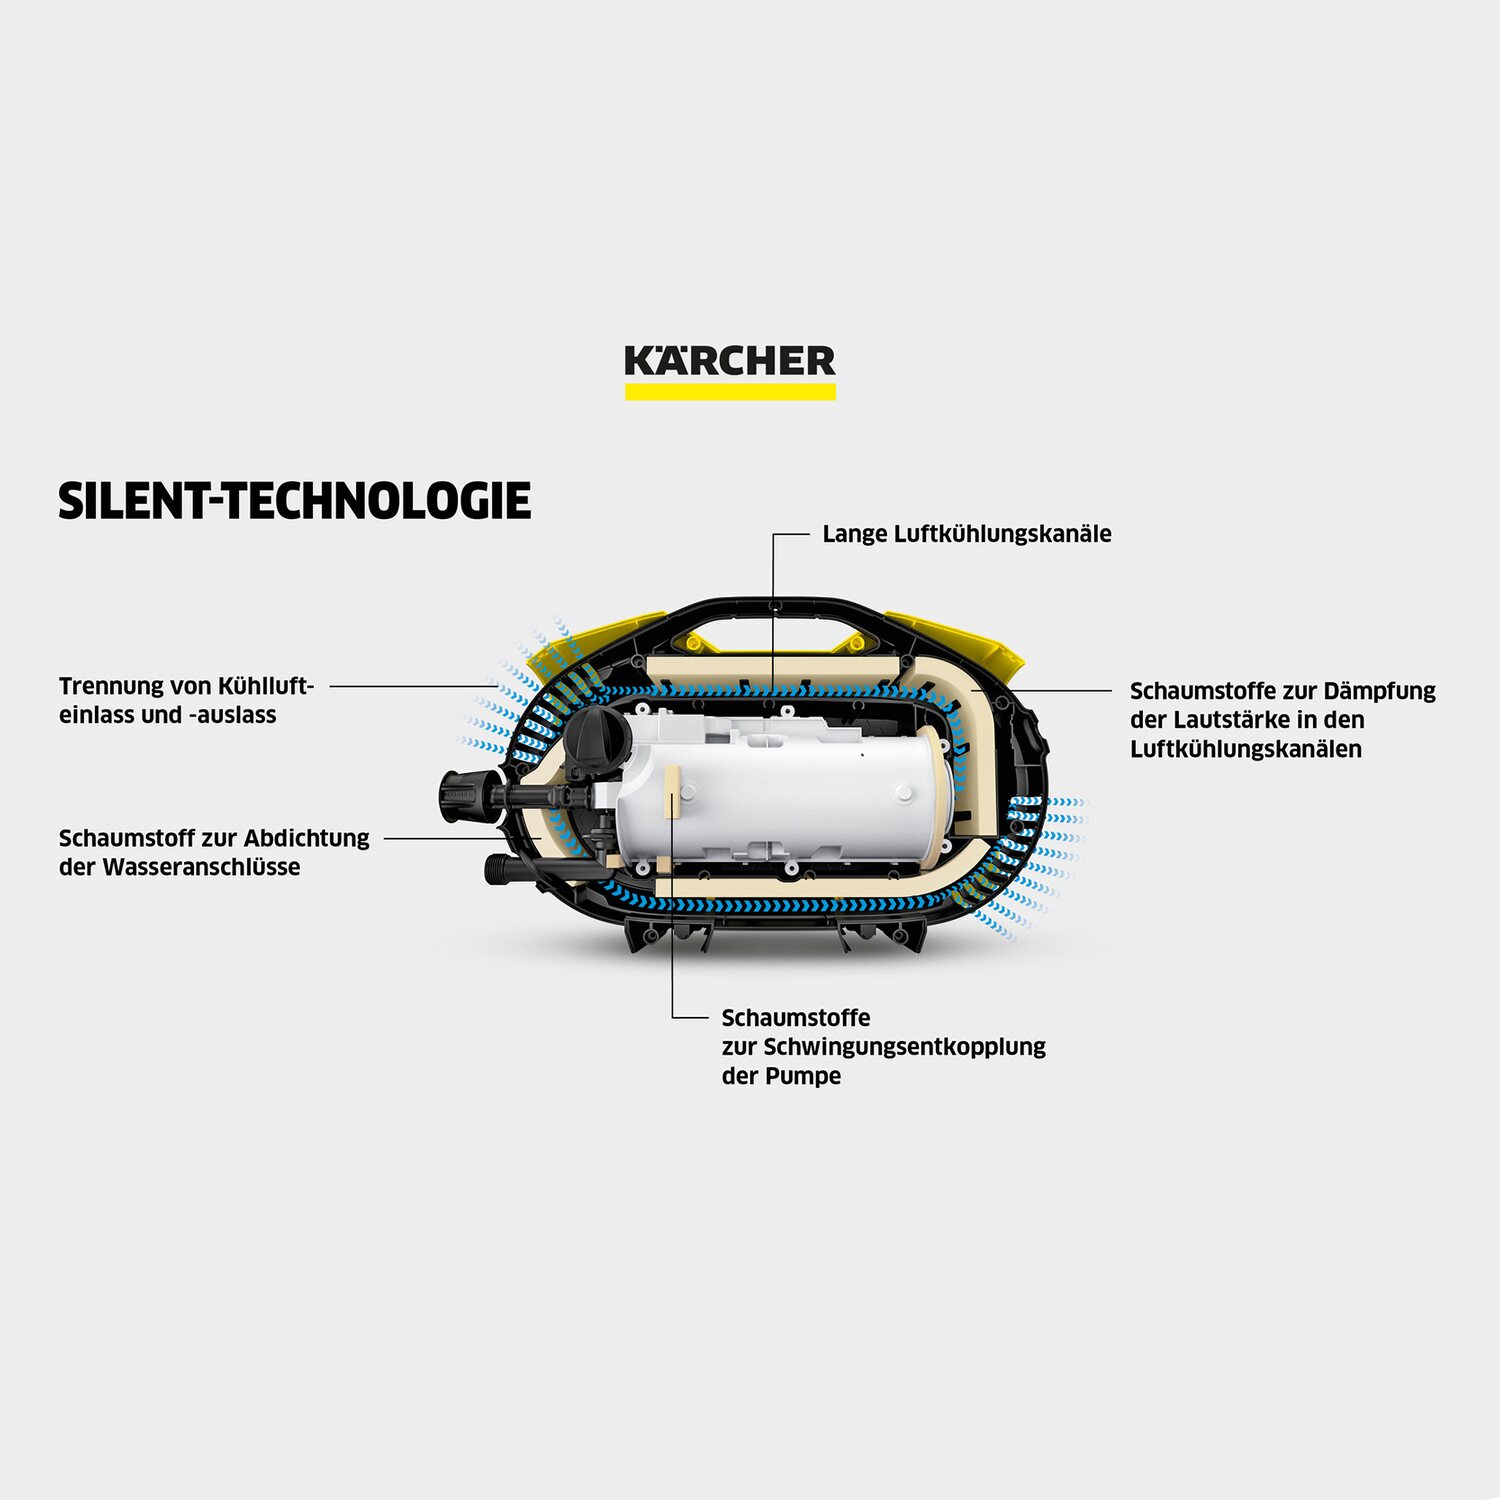 KÄRCHER
SILENT-TECHNOLOGIE
Lange Luftkühlungskanäle
Trennung von Kühlluft-
einlass und -auslass
Schaumstoffe zur Dämpfung
der Lautstärke in den
Luftkühlungskanälen
Schaumstoff zur Abdichtung
der Wasseranschlüsse
Schaumstoffe
zur Schwingungsentkopplung
der Pumpe